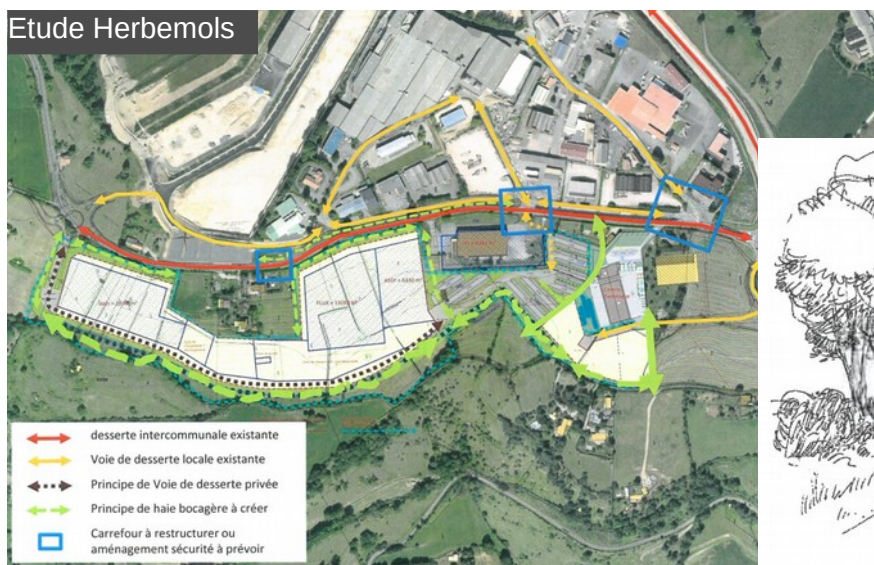 Etude Herbemols
desserte intercommunale existante
Voie de desserte locale existante
Principe de Voie de desserte privée
Principe de haie bocagère à créer
Carrefour à restructurer ou
aménagement sécurité à prévoir